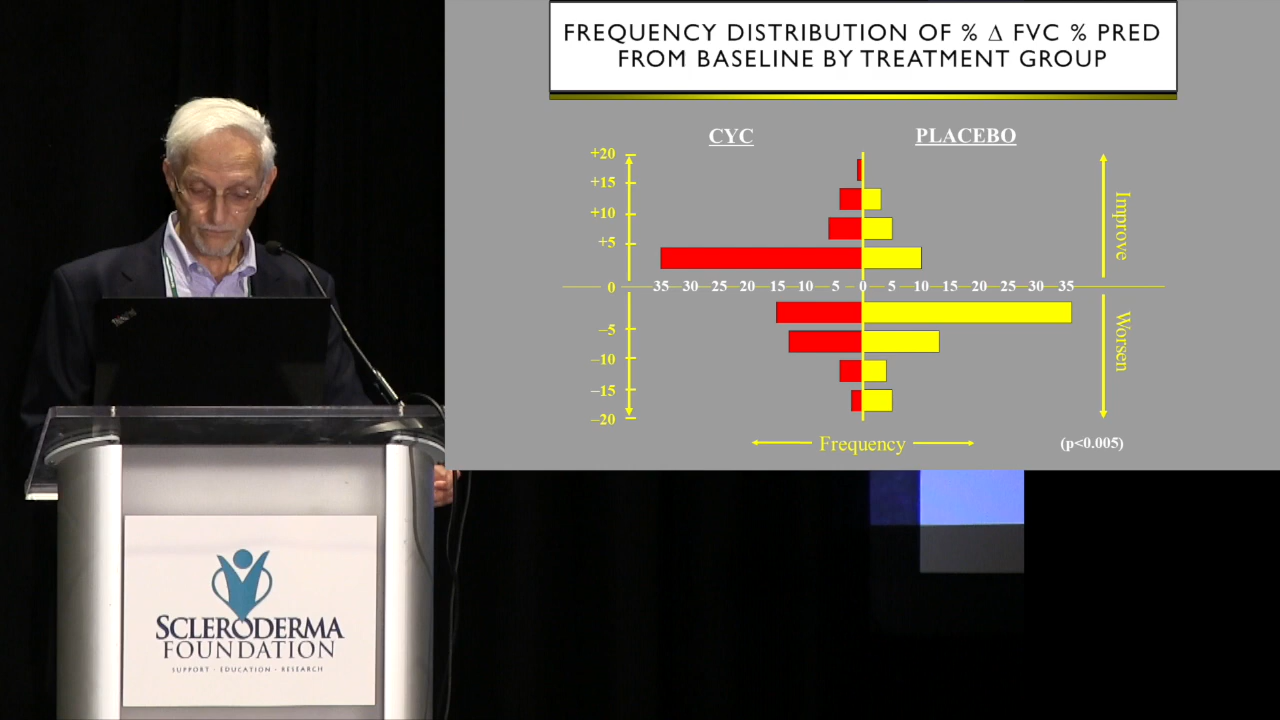 FREQUENCY DISTRIBUTION OF % Δ FVC % PRED
FROM BASELINE BY TREATMENT GROUP
CYC
PLACEBO
+20
+15
+10
+5
0
–5
–10
–15
–20
35 30 25 20 15 10 5 0 5 10 15 20 25 30 35
Improve
Worsen
Frequency
(p<0.005)
ThinkPad
SCLERODERMA
FOUNDATION
SUPPORT · EDUCATION · RESEARCH